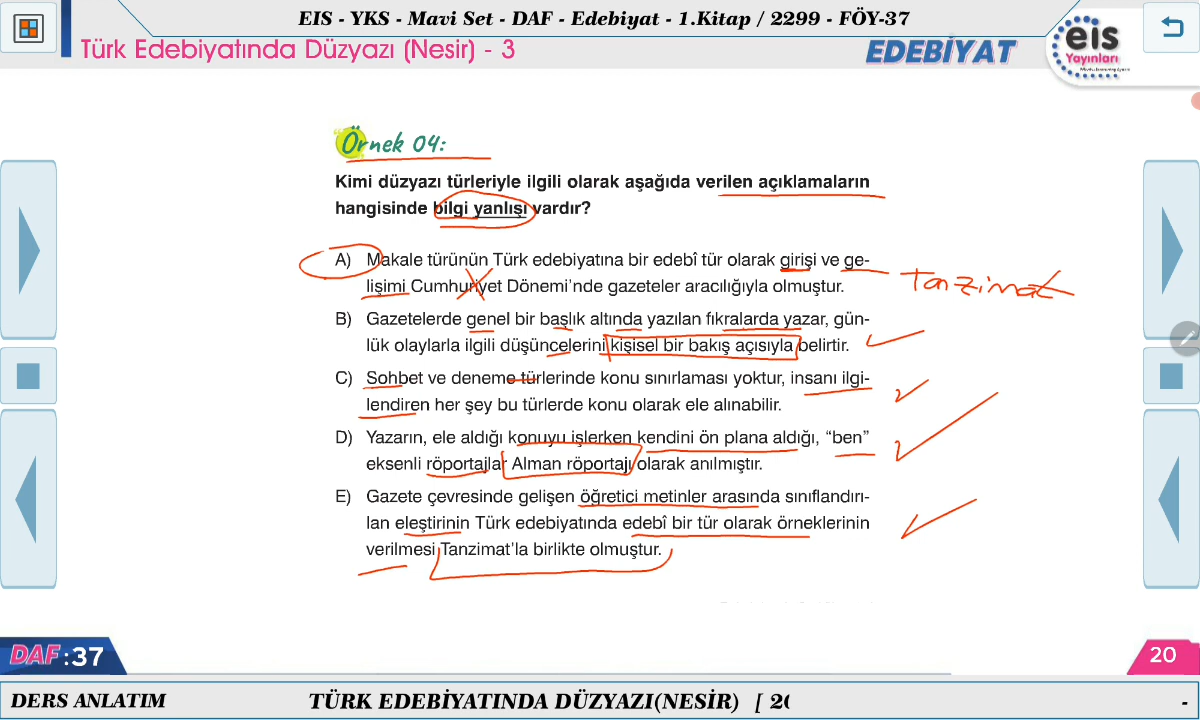 EIS - YKS - Mavi Set - DAF - Edebiyat - 1.Kitap / 2299 - FÖY-37
Türk Edebiyatında Düzyazı (Nesir) - 3
EDEBİYAT
eis
Yayınları
Örnek 04:
Kimi düzyazı türleriyle ilgili olarak aşağıda verilen açıklamaların
hangisinde bilgi yanlışı vardır?
A) Makale türünün Türk edebiyatına bir edebî tür olarak girişi ve ge-
lişimi Cumhuriyet Dönemi'nde gazeteler aracılığıyla olmuştur.
Tanzimat
B) Gazetelerde genel bir başlık altında yazılan fıkralarda yazar, gün-
lük olaylarla ilgili düşüncelerini kişisel bir bakış açısıyla belirtir.
C) Sohbet ve deneme türlerinde konu sınırlaması yoktur, insanı ilgi-
lendiren her şey bu türlerde konu olarak ele alınabilir.
D) Yazarın, ele aldığı konuyu işlerken kendini ön plana aldığı, “ben”
eksenli röportajlar Alman röportajı olarak anılmıştır.
E) Gazete çevresinde gelişen öğretici metinler arasında sınıflandırı-
lan eleştirinin Türk edebiyatında edebî bir tür olarak örneklerinin
verilmesi Tanzimat'la birlikte olmuştur.
DAF :37
20
DERS ANLATIM
TÜRK EDEBİYATINDA DÜZYAZI(NESİR) [ 20
-